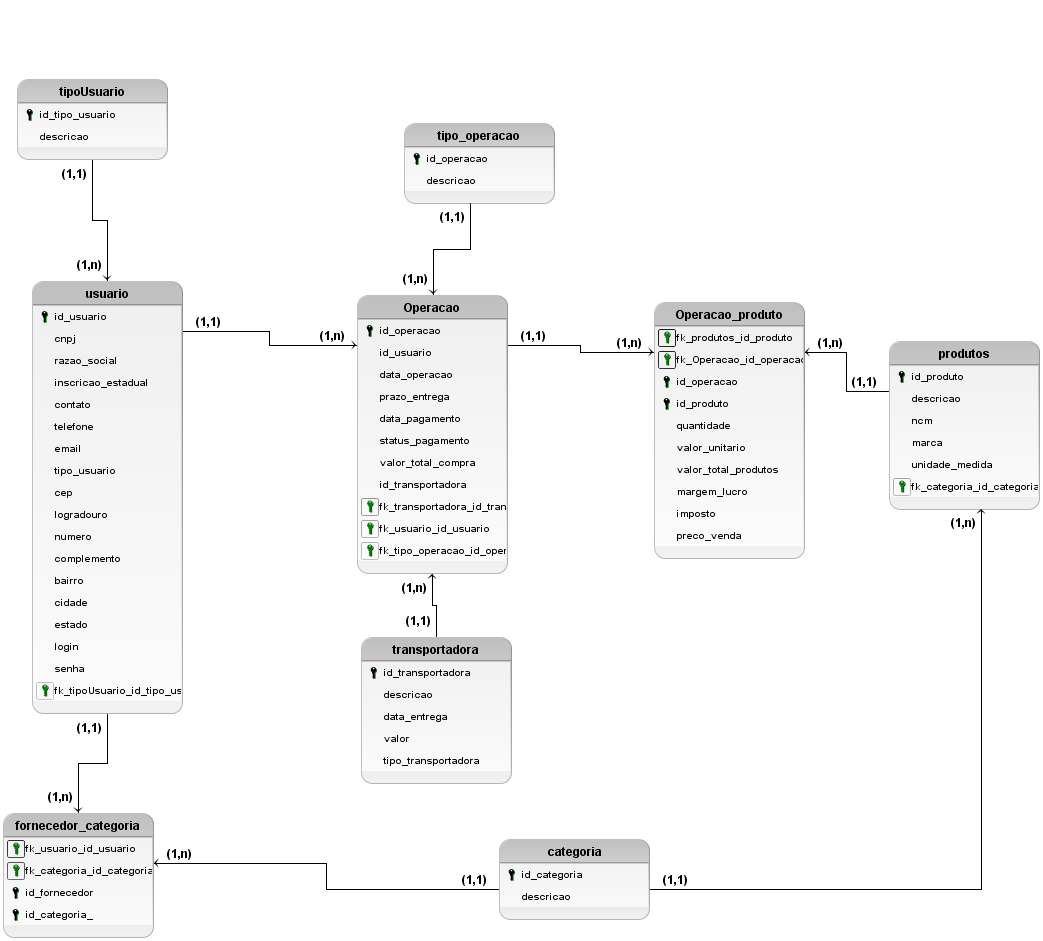 tipoUsuario
id_tipo_usuario
descricao
(1,1)
(1,n)
tipo_operacao
id_operacao
descricao
(1,1)
(1,n)
usuario
id_usuario
cnpj
razao_social
inscricao_estadual
contato
telefone
email
tipo_usuario
cep
logradouro
numero
complemento
bairro
cidade
estado
login
senha
fk_tipoUsuario_id_tipo_us
(1,1)
(1,n)
Operacao
id_operacao
id_usuario
data_operacao
prazo_entrega
data_pagamento
status_pagamento
valor_total_compra
id_transportadora
fk_transportadora_id_tran
fk_usuario_id_usuario
fk_tipo_operacao_id_oper
(1,1)
(1,n)
Operacao_produto
fk_produtos_id_produto
fk_Operacao_id_operacao
id_operacao
id_produto
quantidade
valor_unitario
valor_total_produtos
margem_lucro
imposto
preco_venda
(1,n)
(1,1)
produtos
id_produto
descricao
ncm
marca
unidade_medida
fk_categoria_id_categoria
(1,n)
(1,n)
(1,1)
transportadora
id_transportadora
descricao
data_entrega
valor
tipo_transportadora
(1,1)
(1,n)
fornecedor_categoria
fk_usuario_id_usuario
fk_categoria_id_categoria
id_fornecedor
id_categoria_
(1,n)
(1,1)
categoria
id_categoria
descricao
(1,1)